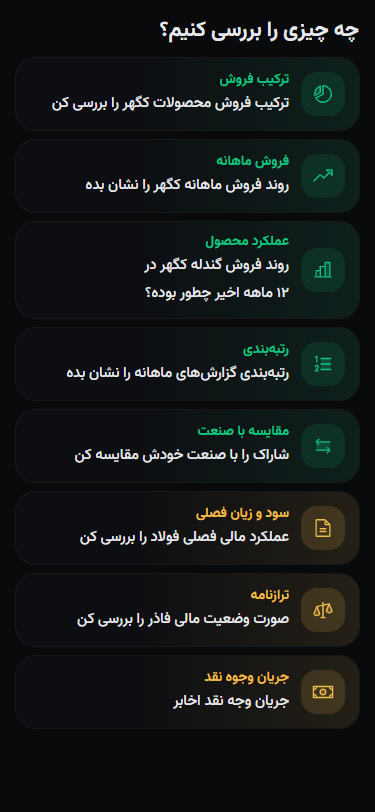 چه چیزی را بررسی کنیم؟
ترکیب فروش
ترکیب فروش محصولات کگهر را بررسی کن
فروش ماهانه
روند فروش ماهانه کگهر را نشان بده
عملکرد محصول
روند فروش گندله کگهر در
۱۲ ماهه اخیر چطور بوده؟
رتبه‌بندی
رتبه‌بندی گزارش‌های ماهانه را نشان بده
مقایسه با صنعت
شاراک را با صنعت خودش مقایسه کن
سود و زیان فصلی
عملکرد مالی فصلی فولاد را بررسی کن
ترازنامه
صورت وضعیت مالی فاذر را بررسی کن
جریان وجوه نقد
جریان وجه نقد اخابر